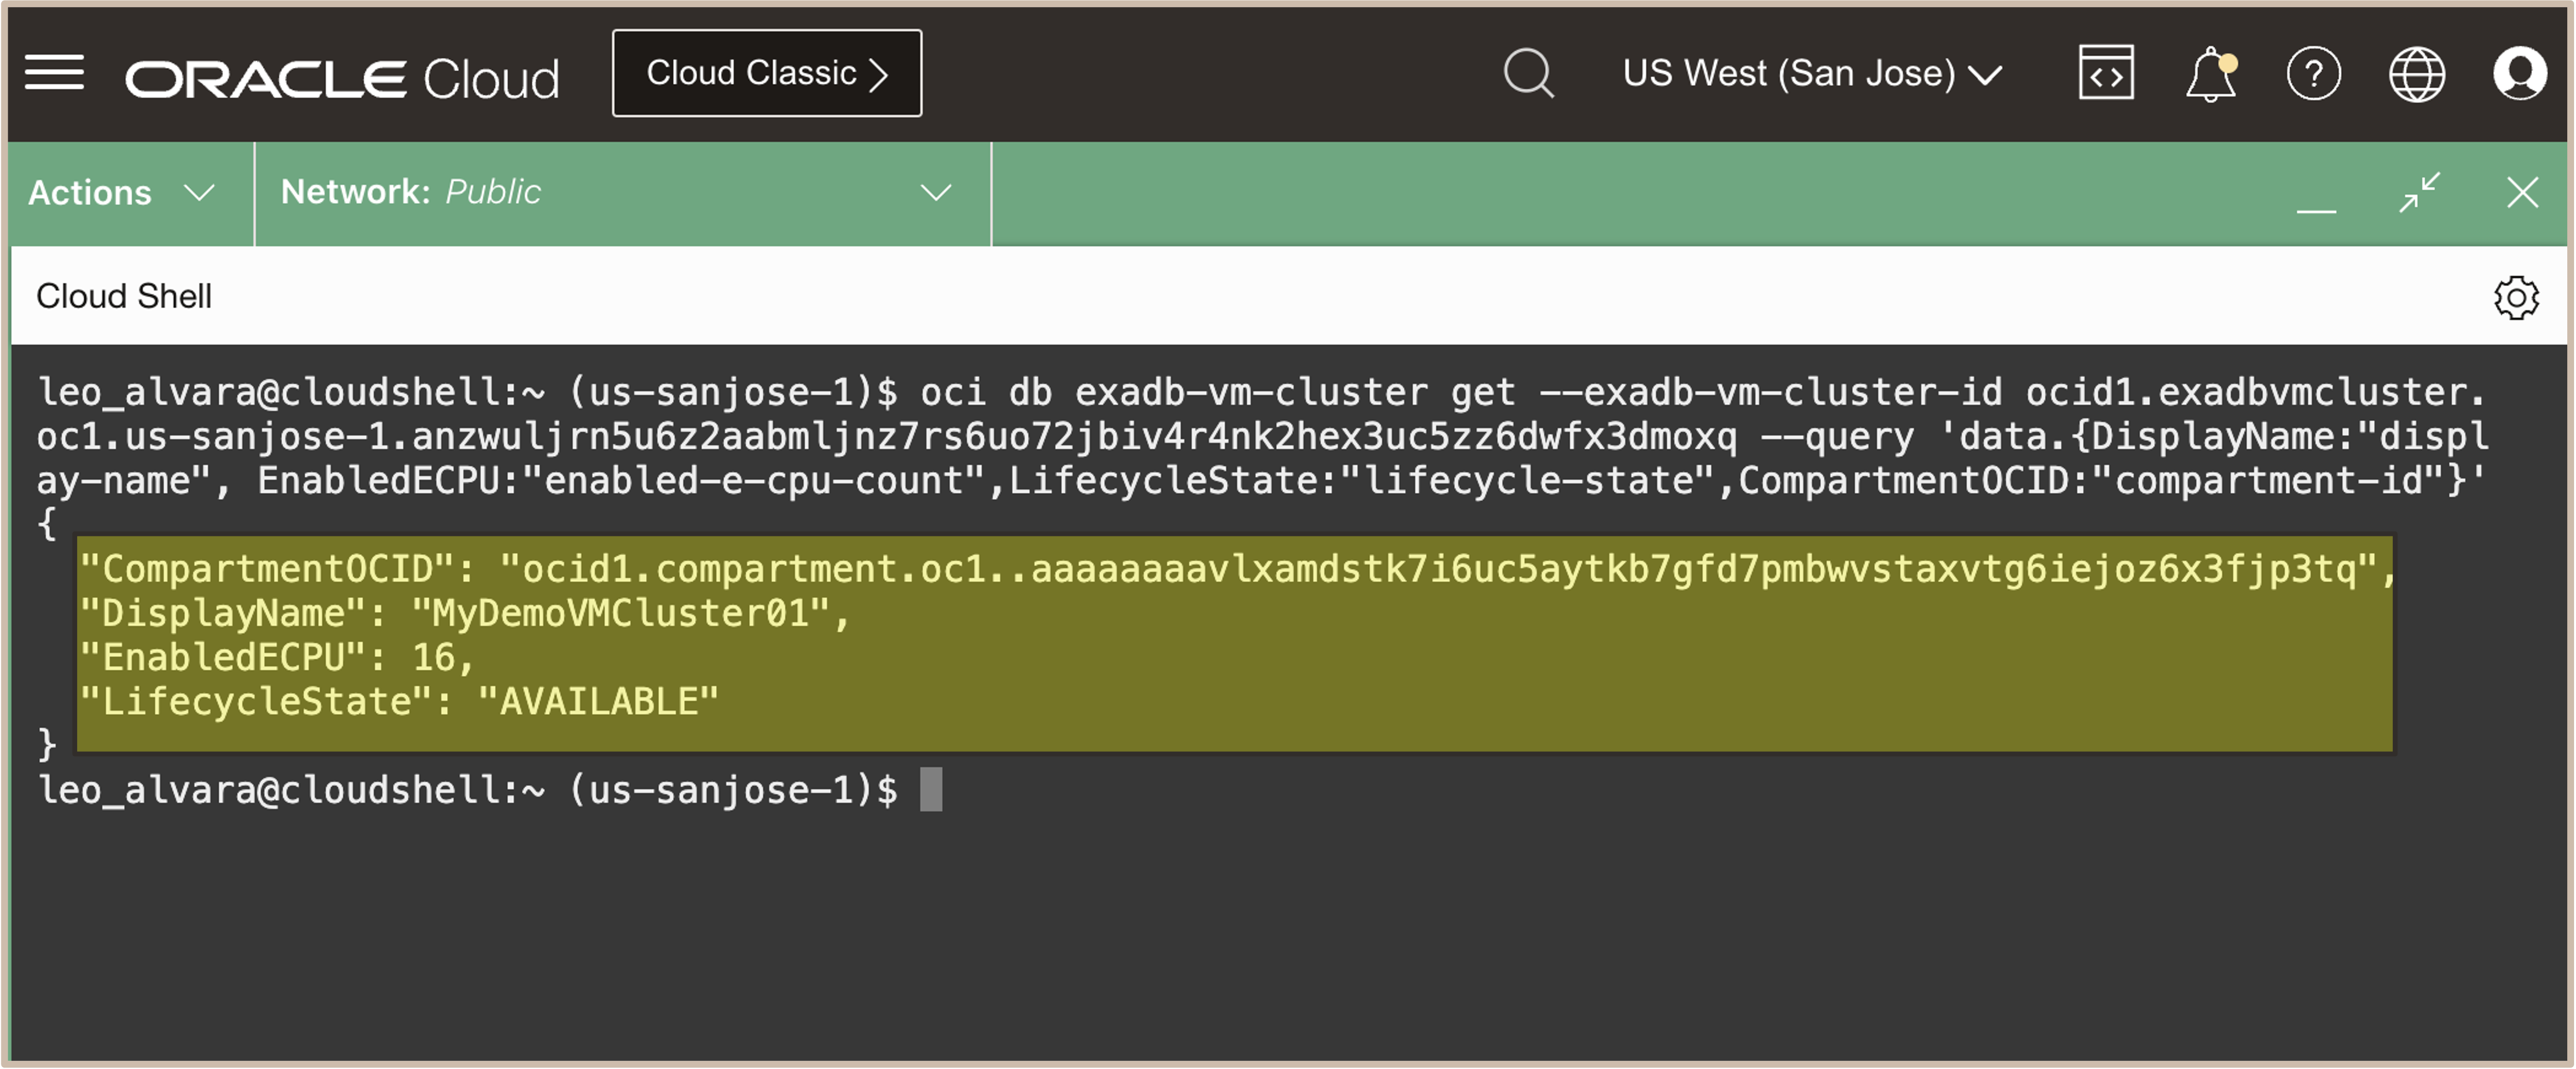 ORACLE Cloud
Cloud Classic
US West (San Jose)
Actions
Network: Public
Cloud Shell
leo_alvara@cloudshell:~ (us-sanjose-1)$ oci db exadb-vm-cluster get --exadb-vm-cluster-id ocid1.exadbvmcluster.
oc1.us-sanjose-1.anzwuljrn5u6z2aabmljnz7rs6uo72jbiv4r4nk2hex3uc5zz6dwfx3dmoxq --query 'data.{DisplayName:"displ
ay-name", EnabledECPU:"enabled-e-cpu-count",LifecycleState:"lifecycle-state",CompartmentOCID:"compartment-id"}'
{
"CompartmentOCID": "ocid1.compartment.oc1..aaaaaaaavlxamdstk7i6uc5aytkb7gfd7pmbwvstaxvtg6iejoz6x3fjp3tq",
"DisplayName": "MyDemoVMCluster01",
"EnabledECPU": 16,
"LifecycleState": "AVAILABLE"
}
leo_alvara@cloudshell:~ (us-sanjose-1)$